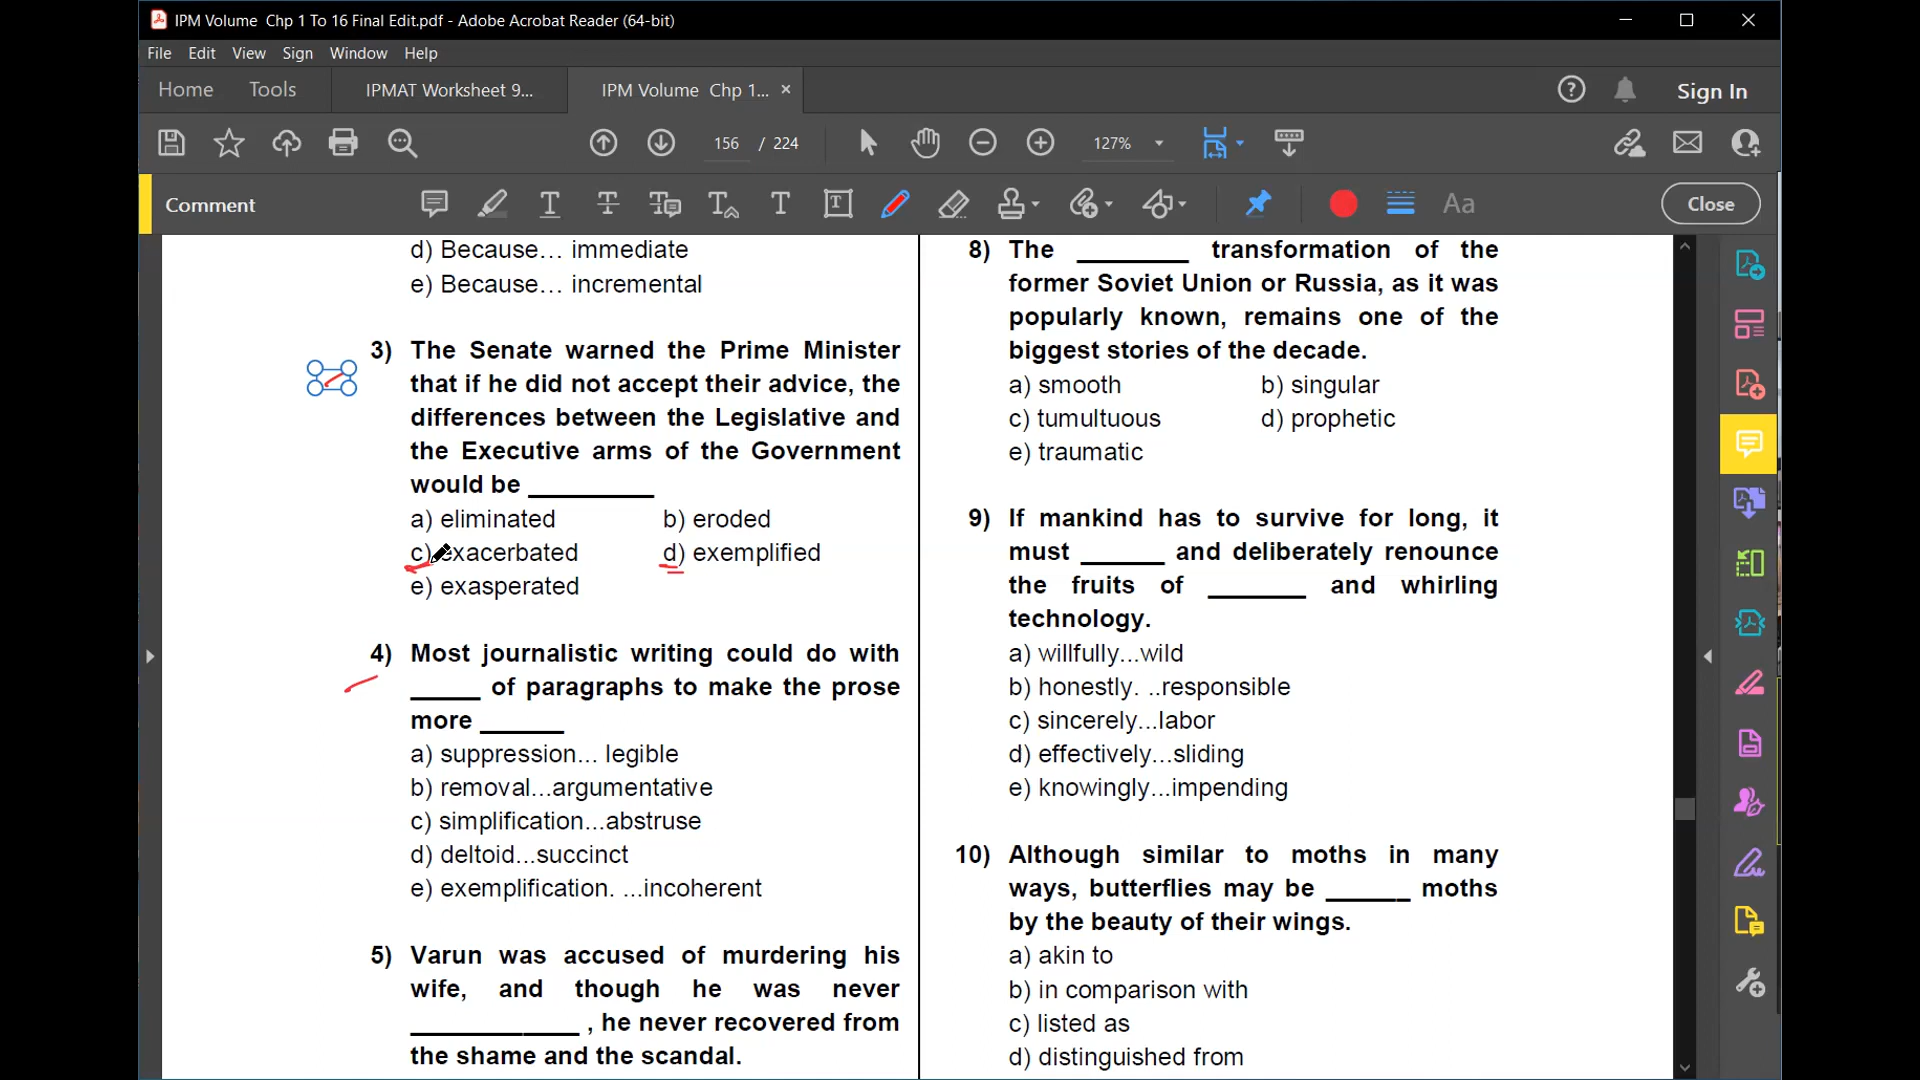 IPM Volume Chp 1 To 16 Final Edit.pdf - Adobe Acrobat Reader (64-bit)
File Edit View Sign Window Help
Home Tools IPMAT Worksheet 9... IPM Volume Chp 1... × Sign In
156 / 224 127%
Comment Aa Close
d) Because... immediate
e) Because... incremental
3) The Senate warned the Prime Minister
that if he did not accept their advice, the
differences between the Legislative and
the Executive arms of the Government
would be _________
a) eliminated b) eroded
c) exacerbated d) exemplified
e) exasperated
4) Most journalistic writing could do with
_____ of paragraphs to make the prose
more ______
a) suppression... legible
b) removal...argumentative
c) simplification...abstruse
d) deltoid...succinct
e) exemplification. ...incoherent
5) Varun was accused of murdering his
wife, and though he was never
____________ , he never recovered from
the shame and the scandal.
8) The ________ transformation of the
former Soviet Union or Russia, as it was
popularly known, remains one of the
biggest stories of the decade.
a) smooth b) singular
c) tumultuous d) prophetic
e) traumatic
9) If mankind has to survive for long, it
must ______ and deliberately renounce
the fruits of _______ and whirling
technology.
a) willfully...wild
b) honestly. ..responsible
c) sincerely...labor
d) effectively...sliding
e) knowingly...impending
10) Although similar to moths in many
ways, butterflies may be ______ moths
by the beauty of their wings.
a) akin to
b) in comparison with
c) listed as
d) distinguished from